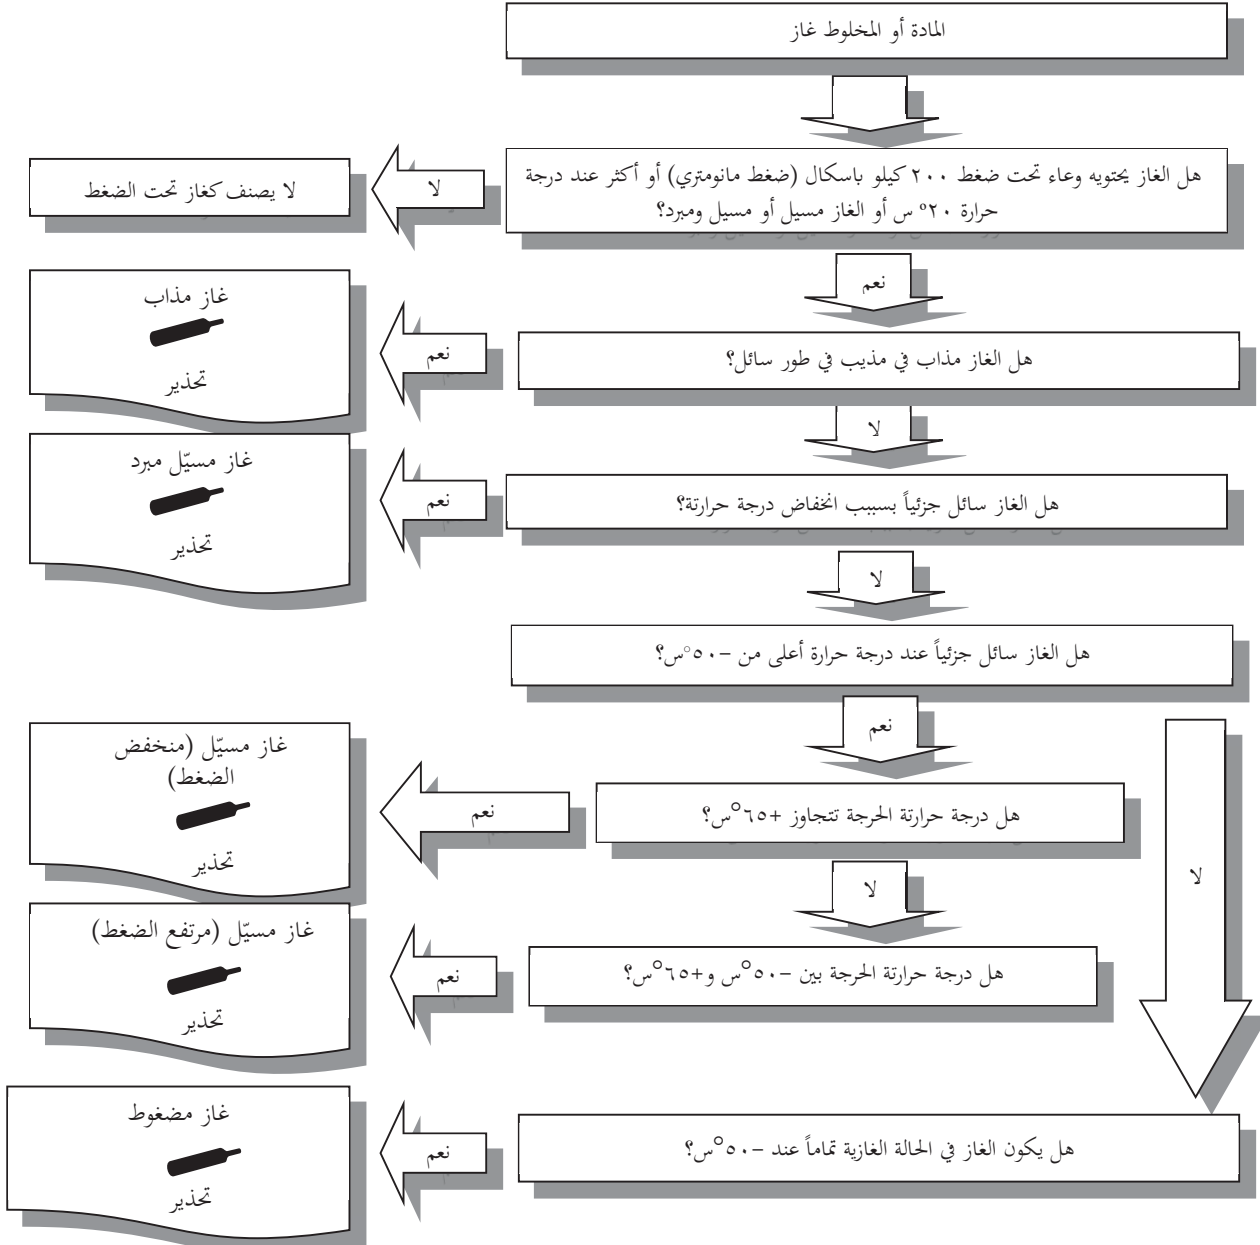 المادة أو المخلوط غاز
هل الغاز يحتويه وعاء تحت ضغط ٢٠٠ كيلو باسكال (ضغط مانومتري) أو أكثر عند درجة
حرارة ٢٠° س أو الغاز مسيل أو مسيل ومبرد؟
لا
لا يصنف كغاز تحت الضغط
نعم
هل الغاز مذاب في مذيب في طور سائل؟
نعم
غاز مذاب
تحذير
لا
هل الغاز سائل جزئياً بسببب انخفاض درجة حرارتة؟
نعم
غاز مسيّل مبرد
تحذير
لا
هل الغاز سائل جزئياً عند درجة حرارة أعلى من –٥٠°س؟
نعم
لا
هل درجة حرارتة الحرجة تتجاوز +٦٥°س؟
نعم
غاز مسيّل (منخفض
الضغط)
تحذير
لا
هل درجة حرارتة الحرجة بين –٥٠°س و+٦٥°س؟
نعم
غاز مسيّل (مرتفع الضغط)
تحذير
هل يكون الغاز في الحالة الغازية تماماً عند –٥٠°س؟
نعم
غاز مضغوط
تحذير